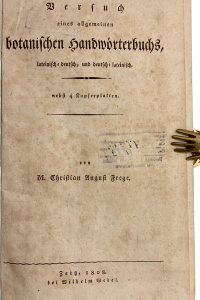 Versuch
eines allgemeinen
botanischen Handwörterbuchs,
lateinisch-deutsch, und deutsch-lateinisch.
nebst 4 Kupferplatten.
von
M. Christian August Frege.
Zeitz, 1808.
bei Wilhelm Webel.